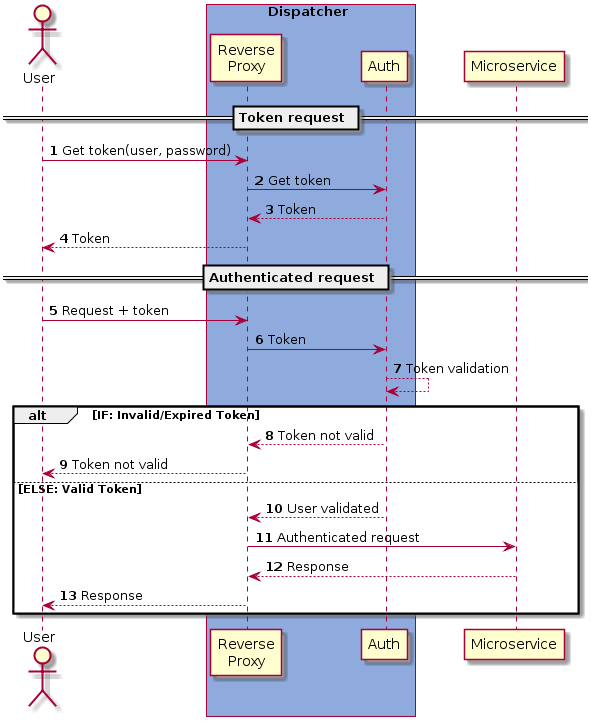 Dispatcher
User
Reverse
Proxy
Auth
Microservice
Token request
1 Get token(user, password)
2 Get token
3 Token
4 Token
Authenticated request
5 Request + token
6 Token
7 Token validation
alt [IF: Invalid/Expired Token]
8 Token not valid
9 Token not valid
[ELSE: Valid Token]
10 User validated
11 Authenticated request
12 Response
13 Response
User
Reverse
Proxy
Auth
Microservice